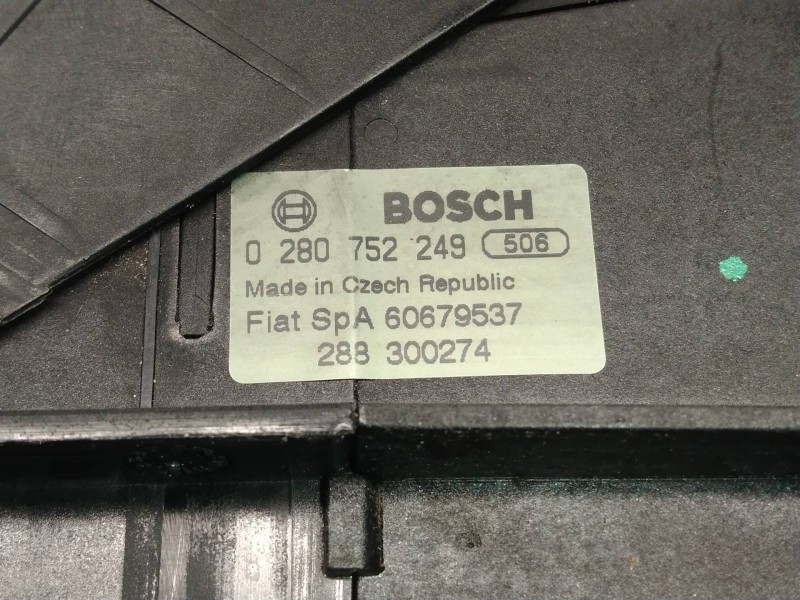 BOSCH
0 280 752 249 506
Made in Czech Republic
Fiat SpA 60679537
288 300274